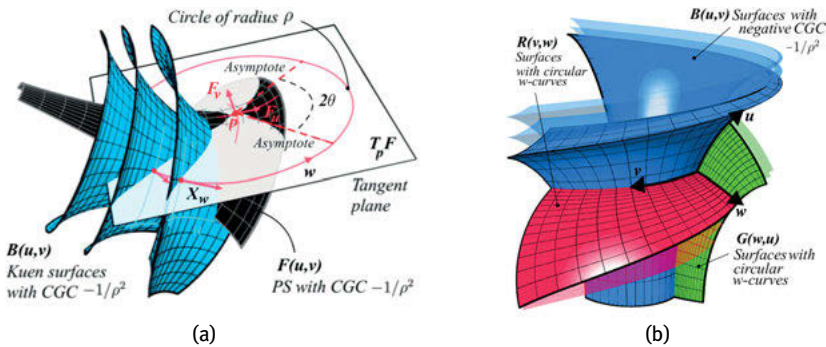 Circle of radius ρ
Asymptote
F_v
2θ
p
F_u
Asymptote
T_pF
w
X_w
Tangent
plane
B(u,v)
Kuen surfaces
with CGC −1/ρ²
F(u,v)
PS with CGC −1/ρ²
(a)
B(u,v) Surfaces with
negative CGC
-1/ρ²
R(v,w)
Surfaces
with circular
w-curves
u
v
w
G(w,u)
Surfaces with
circular
w-curves
(b)